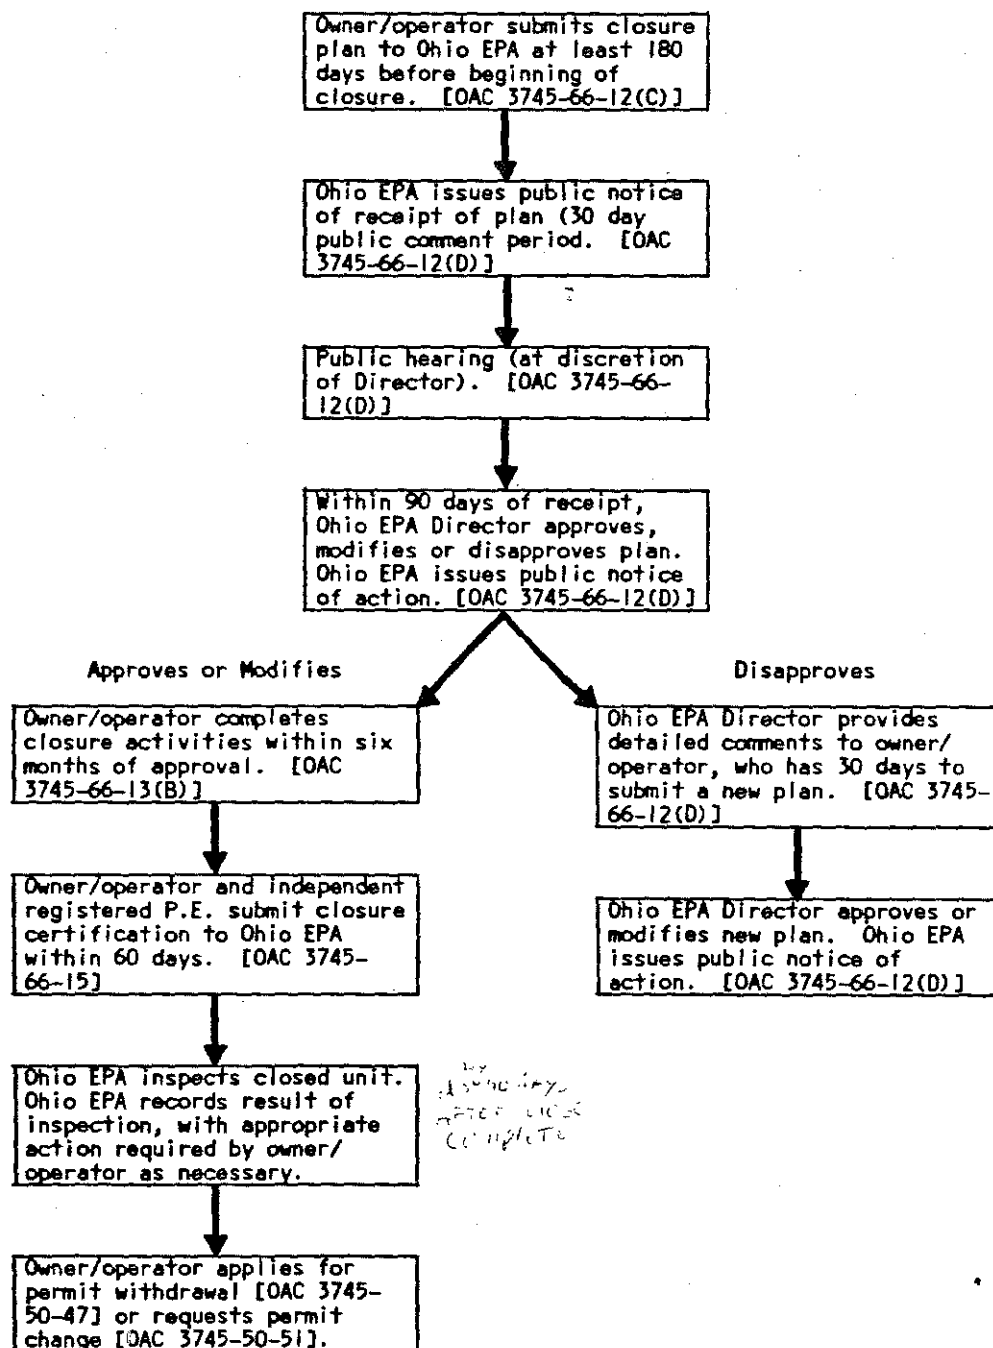 Owner/operator submits closure
plan to Ohio EPA at least 180
days before beginning of
closure. [OAC 3745-66-12(C)]
Ohio EPA issues public notice
of receipt of plan (30 day
public comment period. [OAC
3745-66-12(D)]
Public hearing (at discretion
of Director). [OAC 3745-66-
12(D)]
Within 90 days of receipt,
Ohio EPA Director approves,
modifies or disapproves plan.
Ohio EPA issues public notice
of action. [OAC 3745-66-12(D)]
Approves or Modifies
Owner/operator completes
closure activities within six
months of approval. [OAC
3745-66-13(B)]
Owner/operator and independent
registered P.E. submit closure
certification to Ohio EPA
within 60 days. [OAC 3745-
66-15]
Ohio EPA inspects closed unit.
Ohio EPA records result of
inspection, with appropriate
action required by owner/
operator as necessary.
AFTER
COMPLETE
Owner/operator applies for
permit withdrawal [OAC 3745-
50-47] or requests permit
change [OAC 3745-50-51].
Disapproves
Ohio EPA Director provides
detailed comments to owner/
operator, who has 30 days to
submit a new plan. [OAC 3745-
66-12(D)]
Ohio EPA Director approves or
modifies new plan. Ohio EPA
issues public notice of
action. [OAC 3745-66-12(D)]